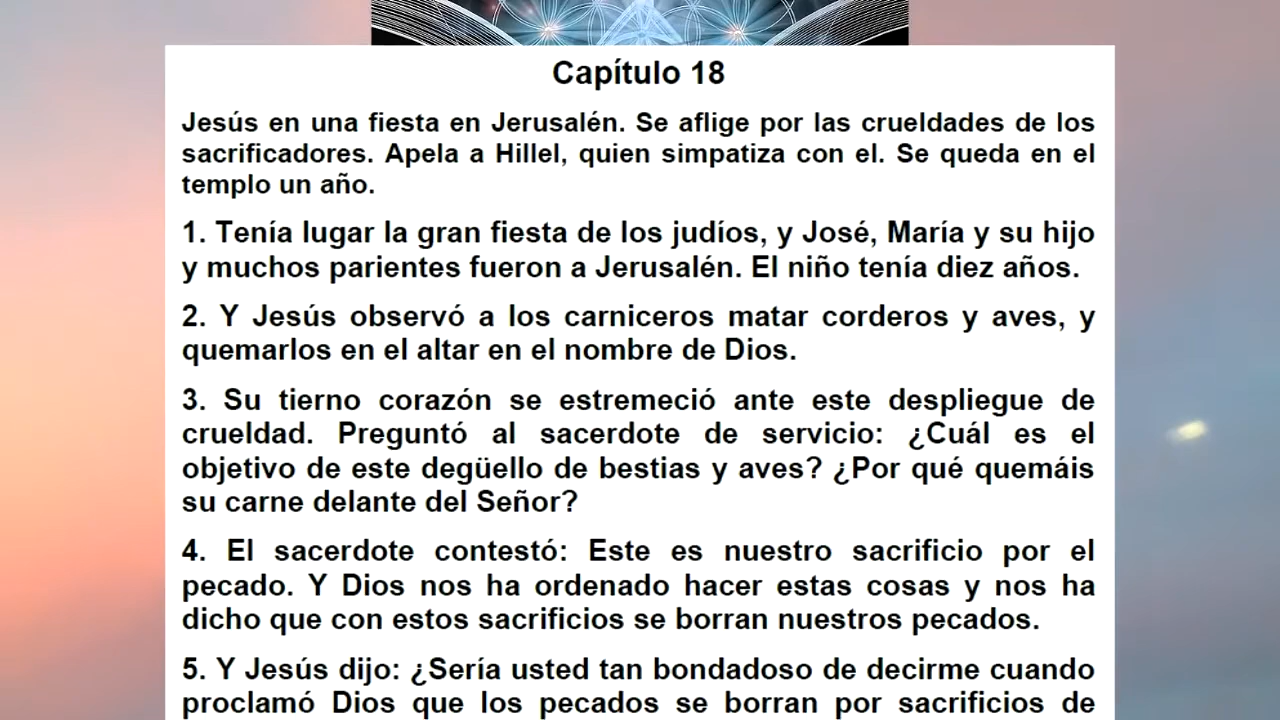 Capítulo 18
Jesús en una fiesta en Jerusalén. Se aflige por las crueldades de los
sacrificadores. Apela a Hillel, quien simpatiza con el. Se queda en el
templo un año.
1. Tenía lugar la gran fiesta de los judíos, y José, María y su hijo
y muchos parientes fueron a Jerusalén. El niño tenía diez años.
2. Y Jesús observó a los carniceros matar corderos y aves, y
quemarlos en el altar en el nombre de Dios.
3. Su tierno corazón se estremeció ante este despliegue de
crueldad. Preguntó al sacerdote de servicio: ¿Cuál es el
objetivo de este degüello de bestias y aves? ¿Por qué quemáis
su carne delante del Señor?
4. El sacerdote contestó: Este es nuestro sacrificio por el
pecado. Y Dios nos ha ordenado hacer estas cosas y nos ha
dicho que con estos sacrificios se borran nuestros pecados.
5. Y Jesús dijo: ¿Sería usted tan bondadoso de decirme cuando
proclamó Dios que los pecados se borran por sacrificios de